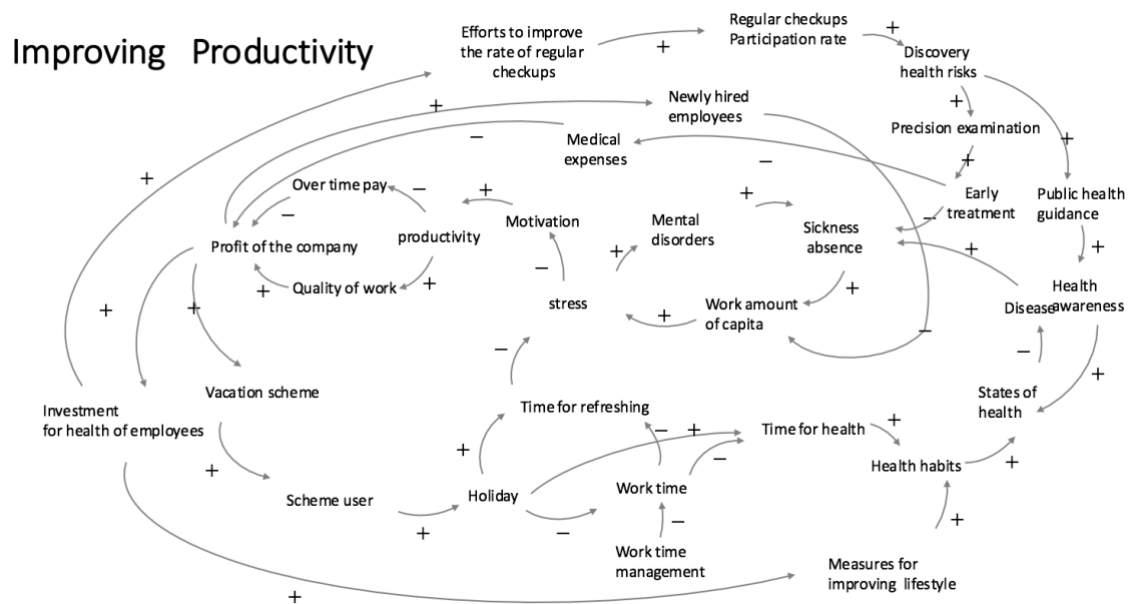 Improving Productivity
Efforts to improve
the rate of regular
checkups
+
Regular checkups
Participation rate
+
Discovery
health risks
+
Newly hired
employees
+
Precision examination
+
−
Medical
expenses
−
+
+
Over time pay
−
+
+
Early
treatment
Public health
guidance
−
Motivation
Mental
disorders
Sickness
absence
−
Profit of the company
productivity
+
−
+
+
+
Quality of work
+
stress
+
Health
awareness
Disease
+
+
Work amount
of capita
+
−
−
−
+
Vacation scheme
Investment
for health of employees
Time for refreshing
States of
health
−
+
Time for health
+
+
−
+
Health habits
+
Scheme user
Holiday
Work time
+
−
−
+
Work time
management
Measures for
improving lifestyle
+